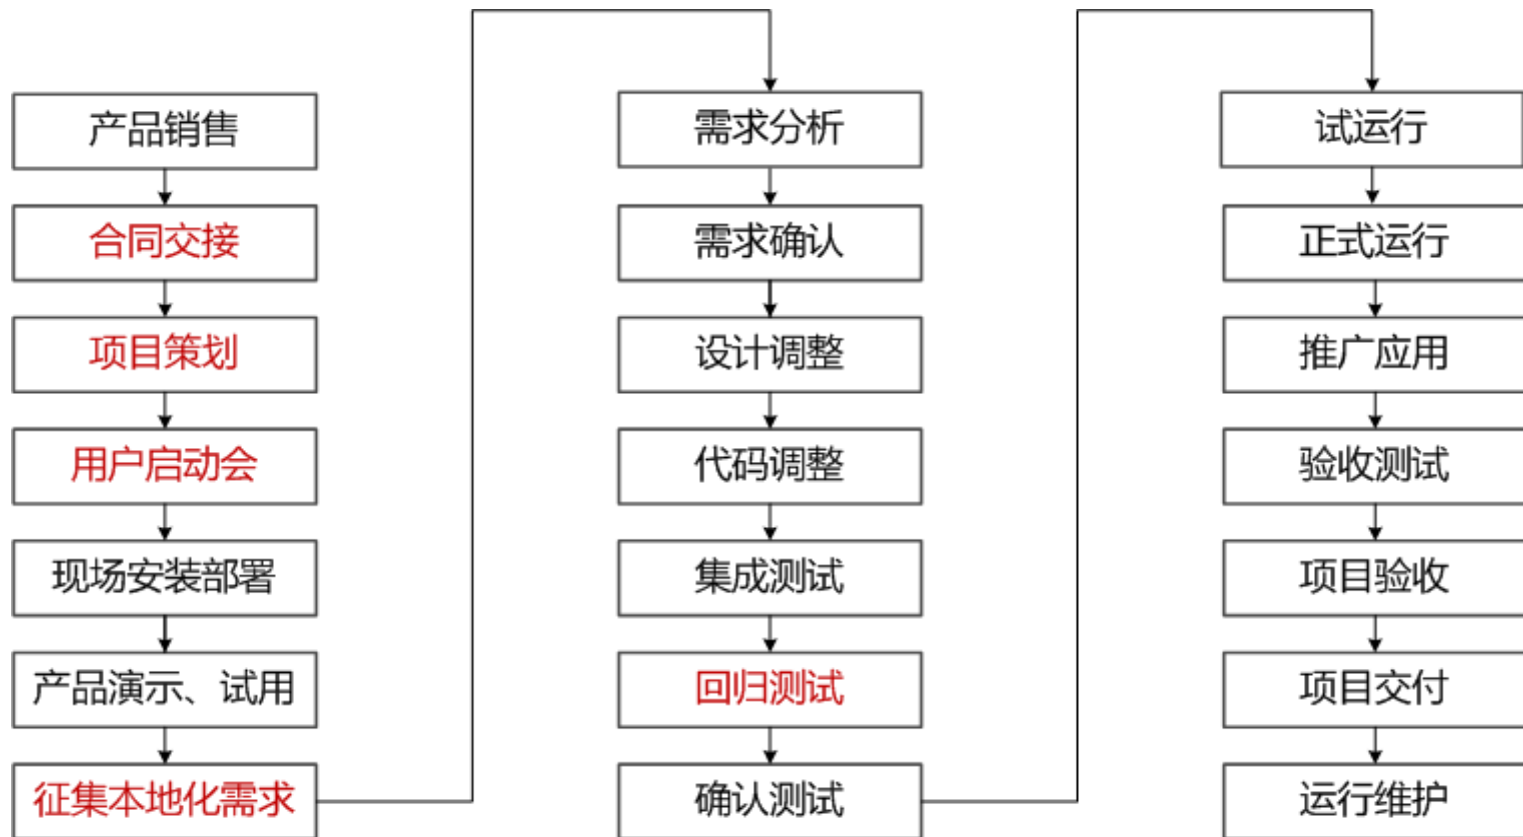 产品销售
合同交接
项目策划
用户启动会
现场安装部署
产品演示、试用
征集本地化需求
需求分析
需求确认
设计调整
代码调整
集成测试
回归测试
确认测试
试运行
正式运行
推广应用
验收测试
项目验收
项目交付
运行维护